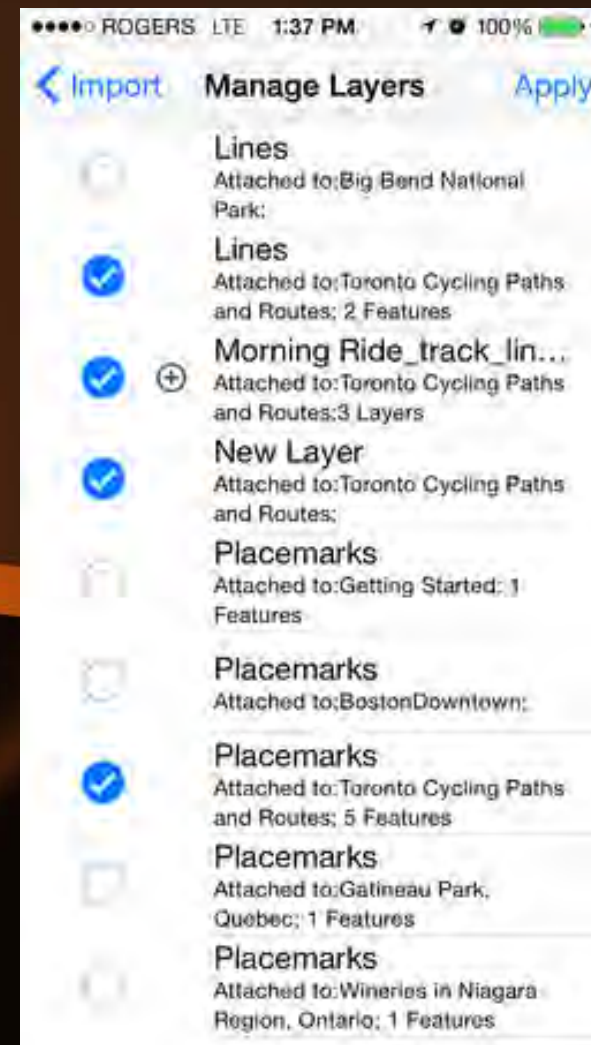 ROGERS LTE 1:37 PM 100%
Import Manage Layers Apply
Lines
Attached to:Big Bend National
Park;
Lines
Attached to:Toronto Cycling Paths
and Routes; 2 Features
Morning Ride_track_lin...
Attached to:Toronto Cycling Paths
and Routes;3 Layers
New Layer
Attached to:Toronto Cycling Paths
and Routes;
Placemarks
Attached to:Getting Started; 1
Features
Placemarks
Attached to:BostonDowntown;
Placemarks
Attached to:Toronto Cycling Paths
and Routes; 5 Features
Placemarks
Attached to:Gatineau Park,
Quebec; 1 Features
Placemarks
Attached to:Wineries in Niagara
Region, Ontario; 1 Features